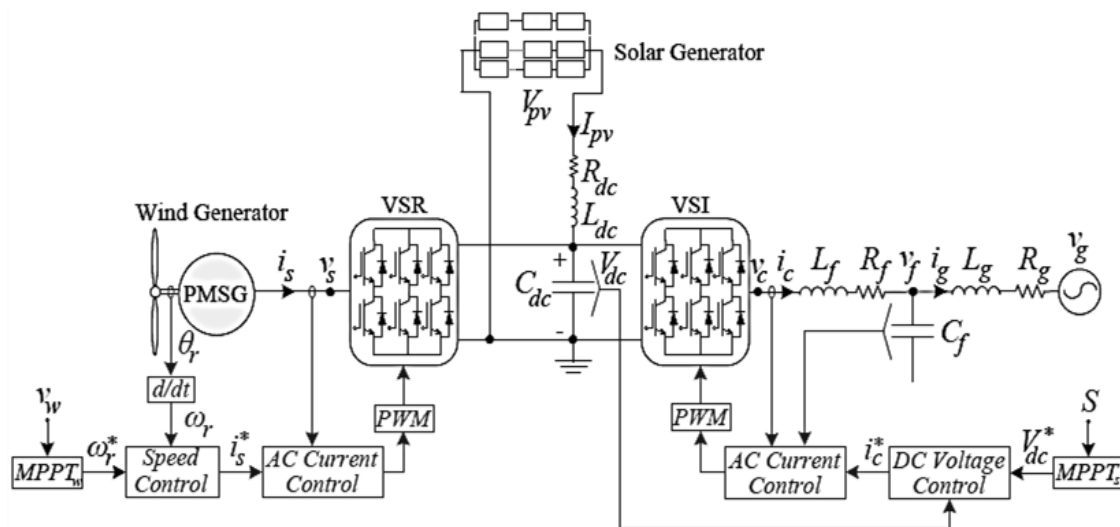 Solar Generator
V_pv
I_pv
R_dc
L_dc
VSR
VSI
Wind Generator
PMSG
i_s
v_s
C_dc
+
-
V_dc
v_c
i_c
L_f
R_f
v_f
i_g
L_g
R_g
v_g
C_f
θ_r
d/dt
ω_r
v_w
MPPT_w
ω_r^*
Speed
Control
i_s^*
AC Current
Control
PWM
PWM
AC Current
Control
i_c^*
DC Voltage
Control
V_dc^*
S
MPPT_s